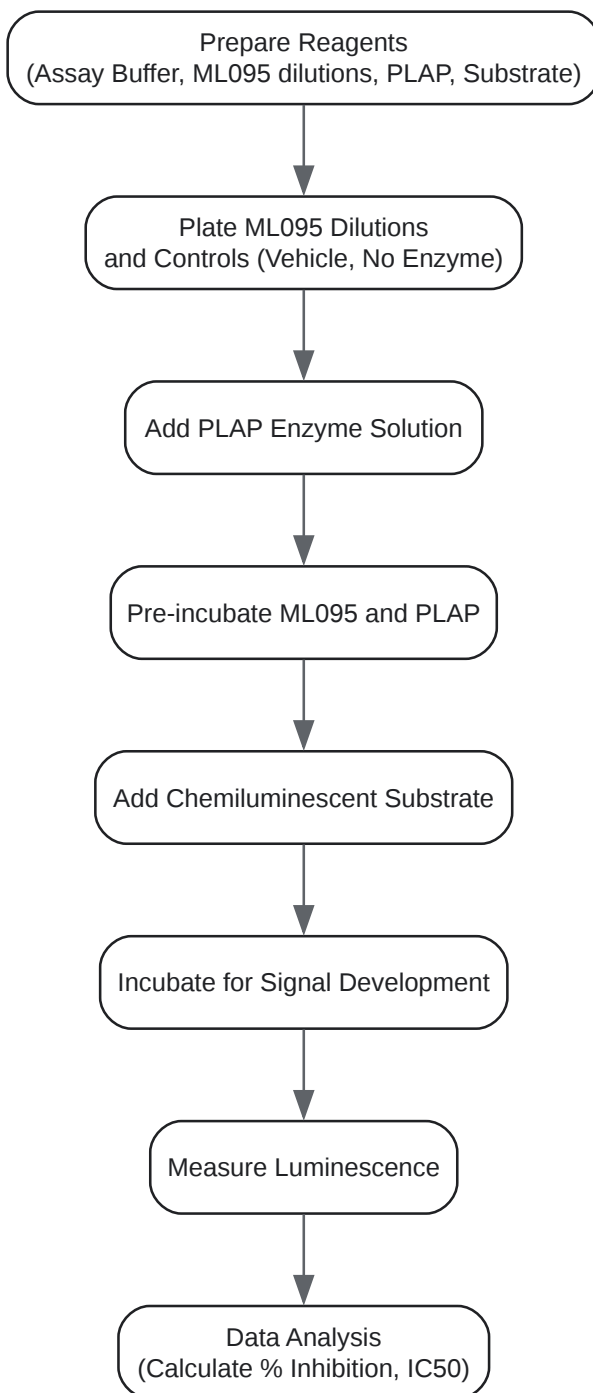 Prepare Reagents
(Assay Buffer, ML095 dilutions, PLAP, Substrate)
Plate ML095 Dilutions
and Controls (Vehicle, No Enzyme)
Add PLAP Enzyme Solution
Pre-incubate ML095 and PLAP
Add Chemiluminescent Substrate
Incubate for Signal Development
Measure Luminescence
Data Analysis
(Calculate % Inhibition, IC50)